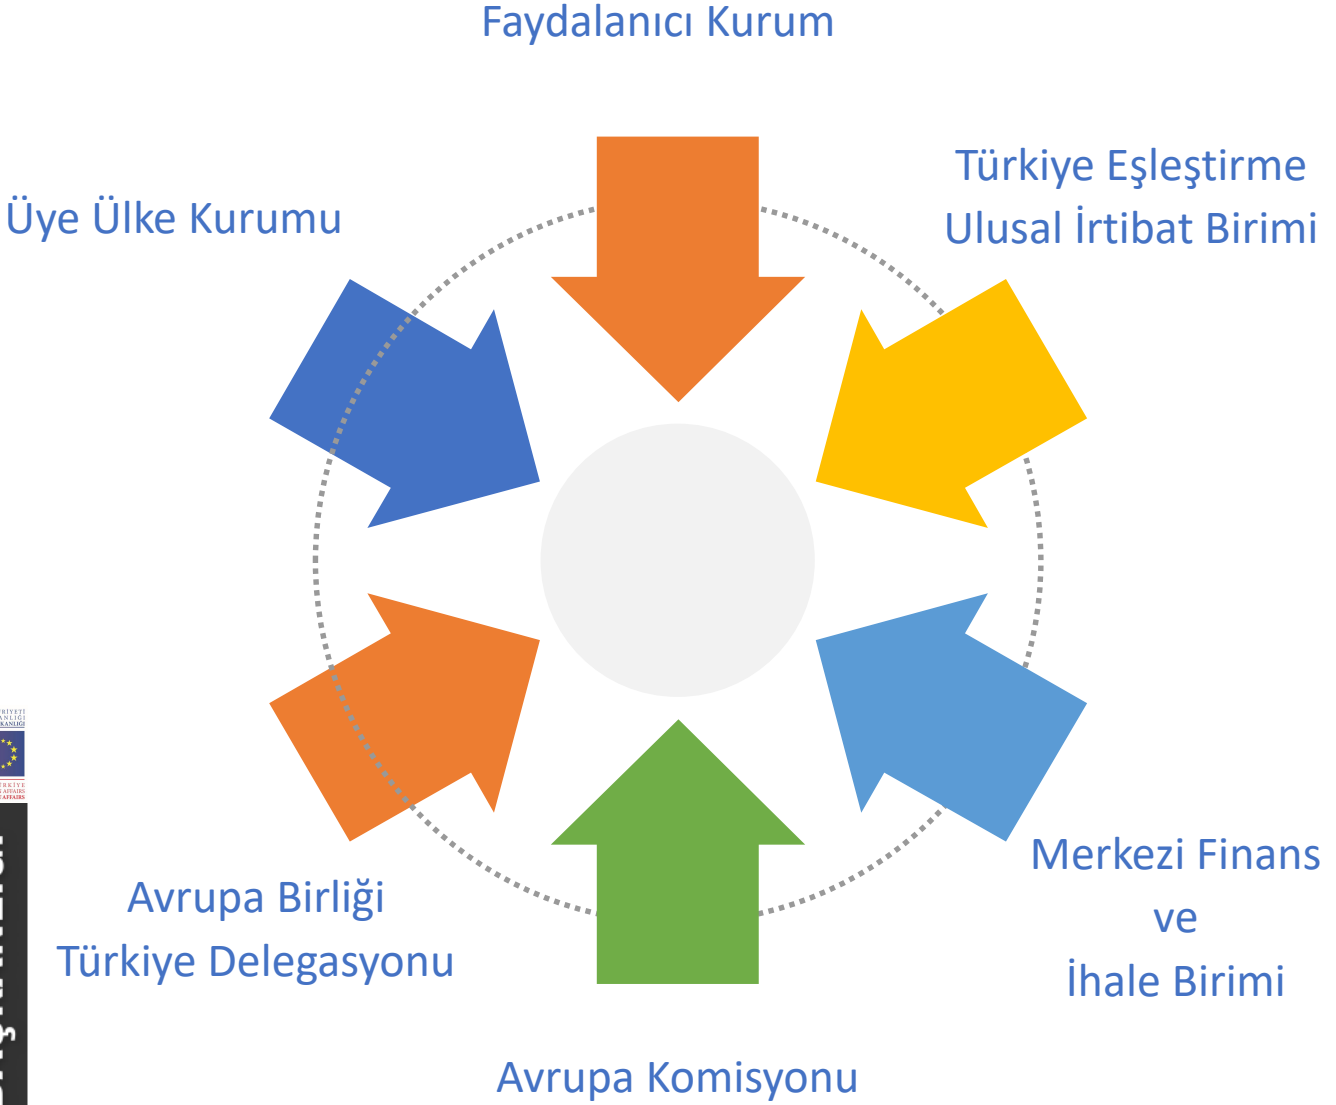 Faydalanıcı Kurum
Türkiye Eşleştirme
Ulusal İrtibat Birimi
Üye Ülke Kurumu
Merkezi Finans
ve
İhale Birimi
Avrupa Birliği
Türkiye Delegasyonu
Avrupa Komisyonu